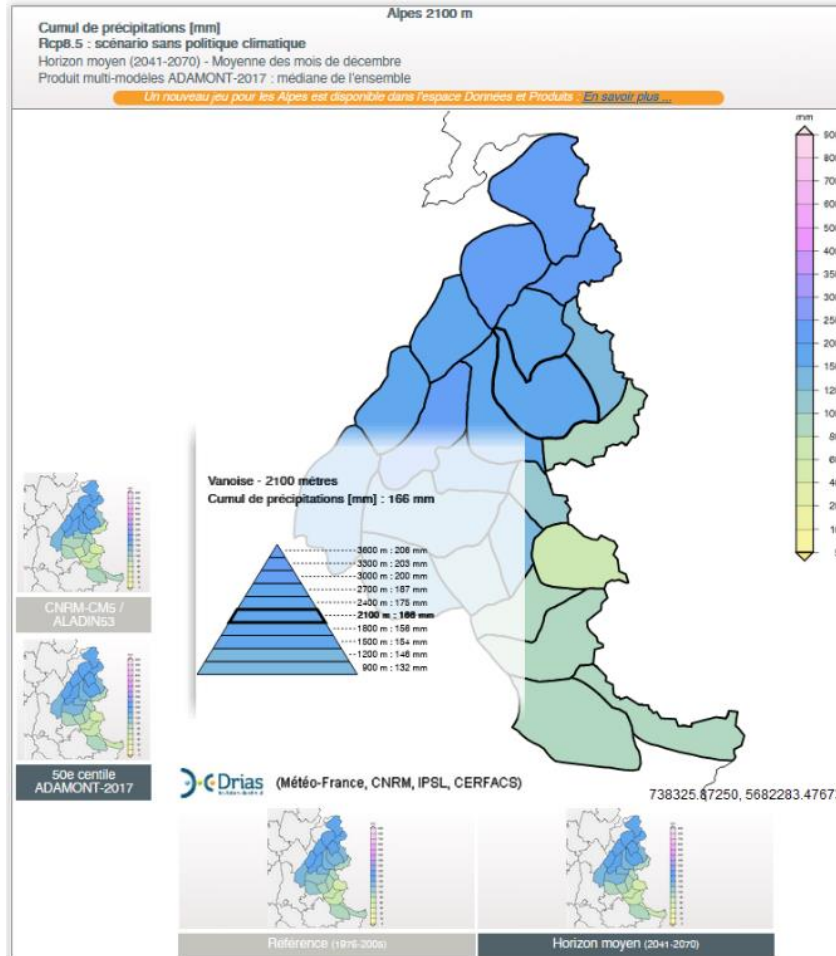 Alpes 2100 m
Cumul de précipitations [mm]
Rcp8.5 : scénario sans politique climatique
Horizon moyen (2041-2070) - Moyenne des mois de décembre
Produit multi-modèles ADAMONT-2017 : médiane de l'ensemble
Un nouveau jeu pour les Alpes est disponible dans l'espace Données et Produits - En savoir plus ...
mm
Vanoise - 2100 mètres
Cumul de précipitations [mm] : 166 mm
3600 m : 206 mm
3300 m : 203 mm
3000 m : 200 mm
2700 m : 187 mm
2400 m : 175 mm
2100 m : 166 mm
1800 m : 158 mm
1500 m : 154 mm
1200 m : 146 mm
900 m : 132 mm
CNRM-CM5 /
ALADIN53
50e centile
ADAMONT-2017
Drias
(Météo-France, CNRM, IPSL, CERFACS)
738325.87250, 5682283.4767
Référence (1976-2005)
Horizon moyen (2041-2070)